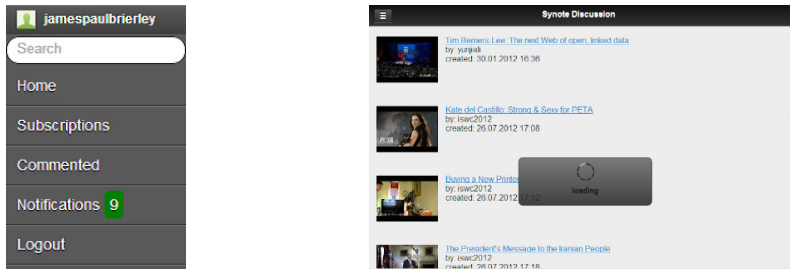 jamespaulbrierley
Search
Home
Subscriptions
Commented
Notifications 9
Logout
Synote Discussion
Tim Berners-Lee: The next Web of open, linked data
by: yunjiali
created: 30.01.2012 16:36
Kate del Castillo: Strong & Sexy for PETA
by: iswc2012
created: 26.07.2012 17:08
PETA
Buying a New Printer
by: iswc2012
created: 26.07.2012 17:12
loading
The President's Message to the Iranian People
by: iswc2012
created: 26.07.2012 17:18